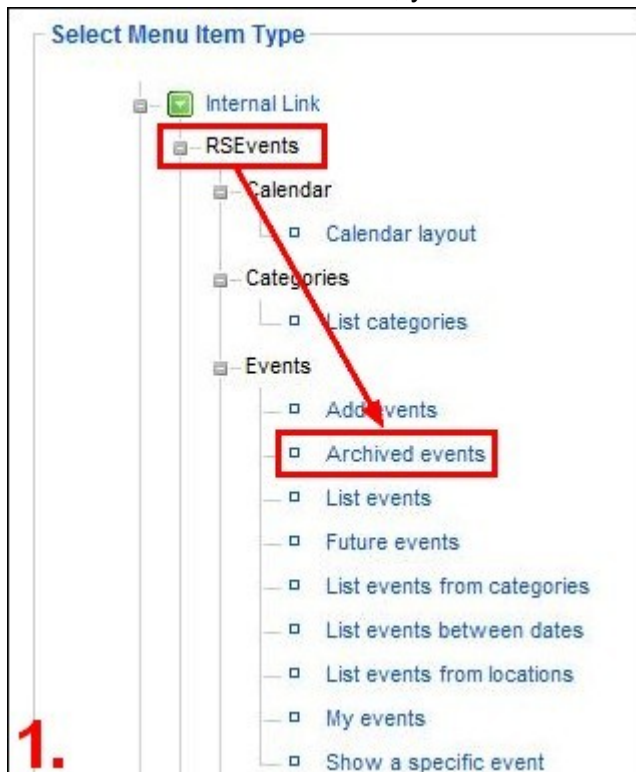 Select Menu Item Type
Internal Link
RSEvents
Calendar
Calendar layout
Categories
List categories
Events
Add events
Archived events
List events
Future events
List events from categories
List events between dates
List events from locations
My events
Show a specific event
1.